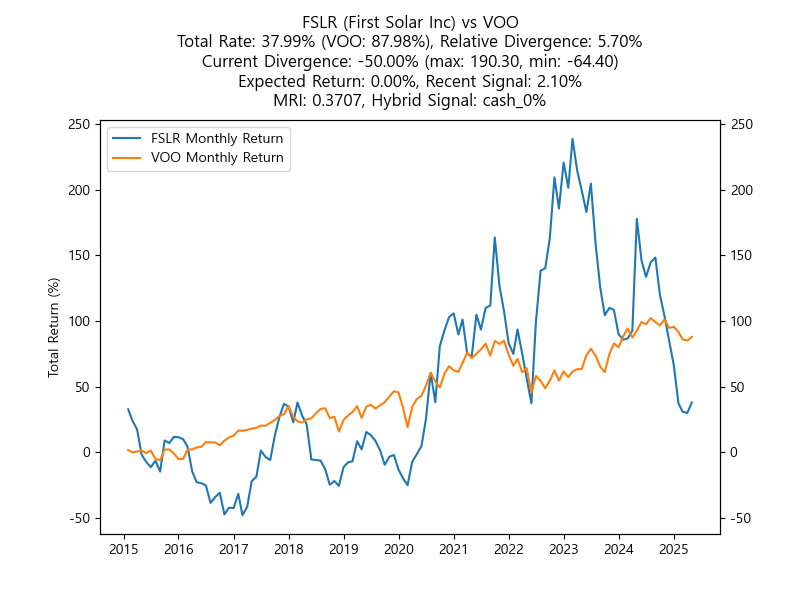 FSLR (First Solar Inc) vs VOO
Total Rate: 37.99% (VOO: 87.98%), Relative Divergence: 5.70%
Current Divergence: -50.00% (max: 190.30, min: -64.40)
Expected Return: 0.00%, Recent Signal: 2.10%
MRI: 0.3707, Hybrid Signal: cash_0%
FSLR Monthly Return
VOO Monthly Return
Total Return (%)
250
200
150
100
50
0
-50
250
200
150
100
50
0
-50
2015 2016 2017 2018 2019 2020 2021 2022 2023 2024 2025